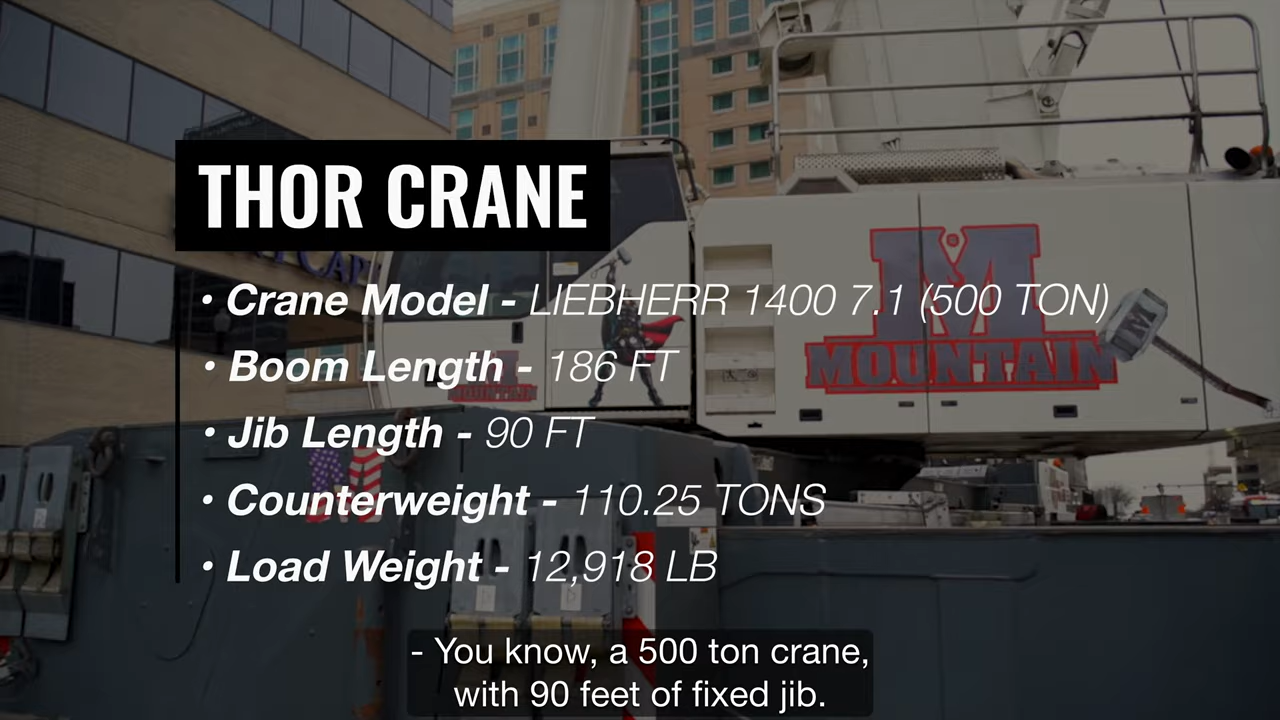 THOR CRANE
• Crane Model - LIEBHERR 1400 7.1 (500 TON)
• Boom Length - 186 FT
• Jib Length - 90 FT
• Counterweight - 110.25 TONS
• Load Weight - 12,918 LB
M
MOUNTAIN
M
MOUNTAIN
- You know, a 500 ton crane,
with 90 feet of fixed jib.